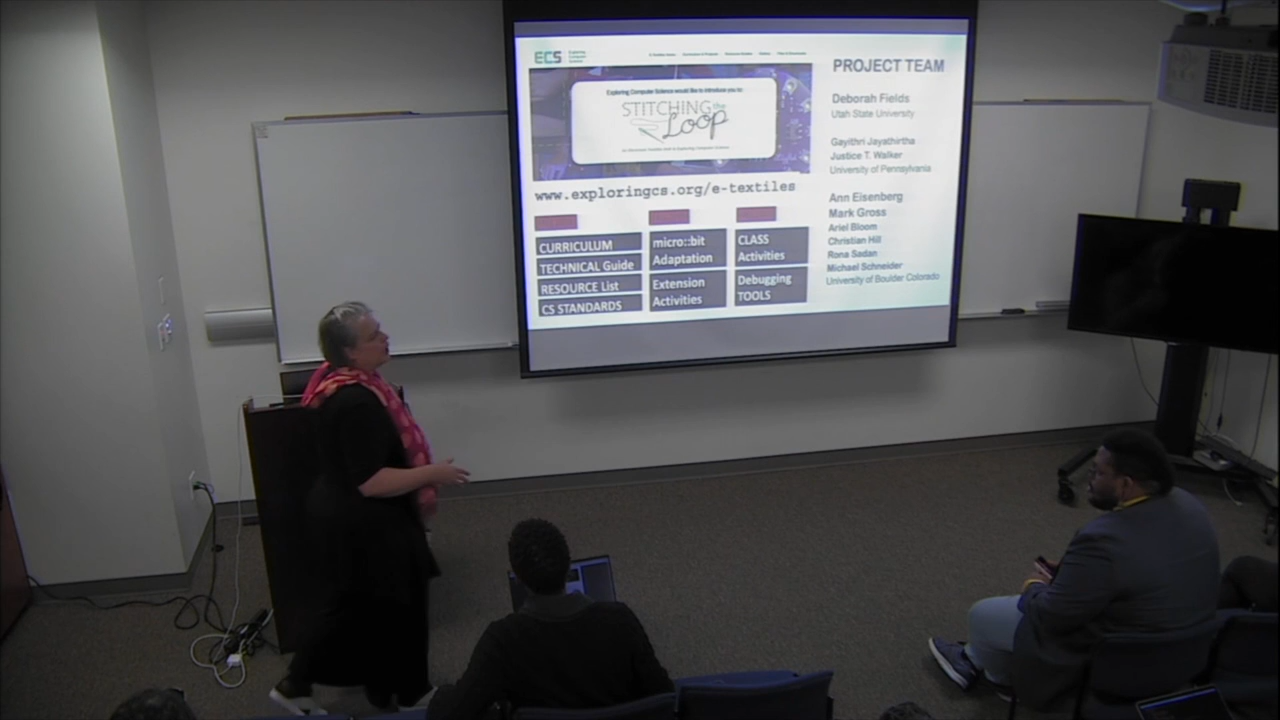 ECS Exploring
Computer
Science
Exploring Computer Science would like to introduce you to:
STITCHING the
Loop
www.exploringcs.org/e-textiles
CURRICULUM
TECHNICAL Guide
RESOURCE List
CS STANDARDS
micro::bit
Adaptation
Extension
Activities
CLASS
Activities
Debugging
TOOLS
PROJECT TEAM
Deborah Fields
Utah State University
Gayithri Jayathirtha
Justice T. Walker
University of Pennsylvania
Ann Eisenberg
Mark Gross
Ariel Bloom
Christian Hill
Rona Sadan
Michael Schneider
University of Boulder Colorado